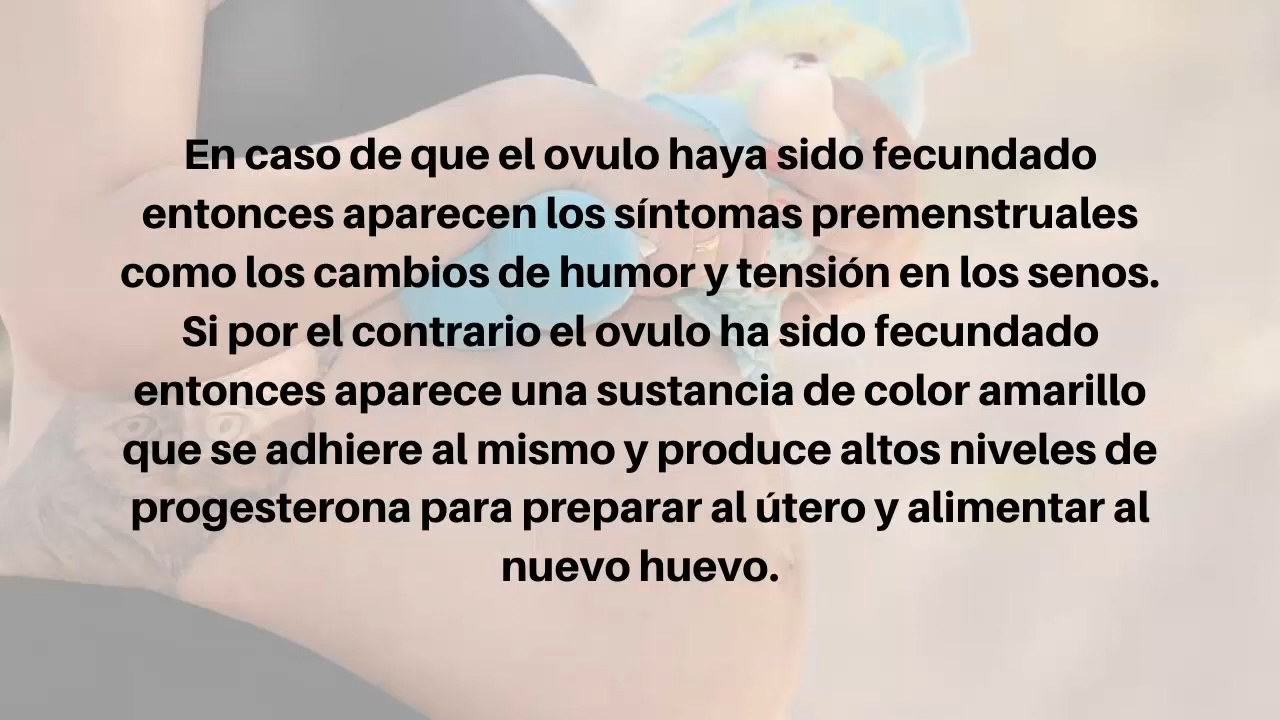 En caso de que el ovulo haya sido fecundado
entonces aparecen los síntomas premenstruales
como los cambios de humor y tensión en los senos.
Si por el contrario el ovulo ha sido fecundado
entonces aparece una sustancia de color amarillo
que se adhiere al mismo y produce altos niveles de
progesterona para preparar al útero y alimentar al
nuevo huevo.